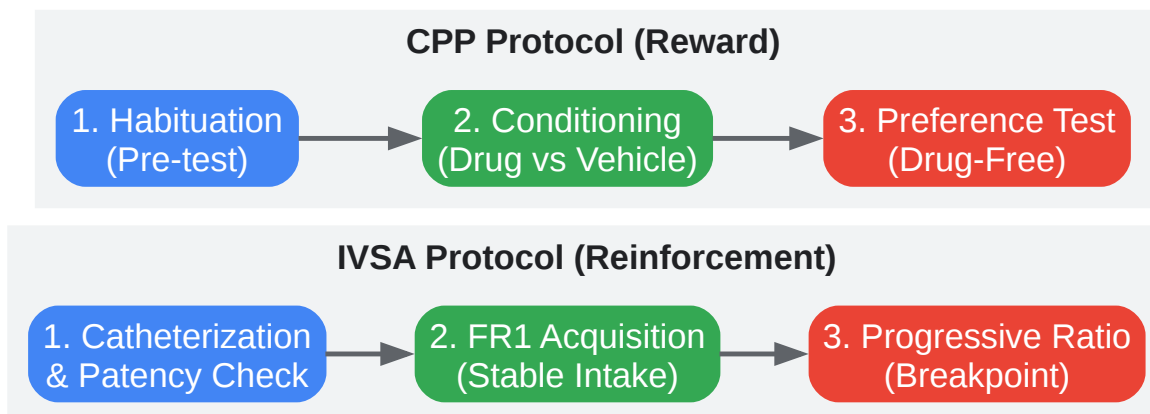 CPP Protocol (Reward)
1. Habituation
(Pre-test)
2. Conditioning
(Drug vs Vehicle)
3. Preference Test
(Drug-Free)
IVSA Protocol (Reinforcement)
1. Catheterization
& Patency Check
2. FR1 Acquisition
(Stable Intake)
3. Progressive Ratio
(Breakpoint)